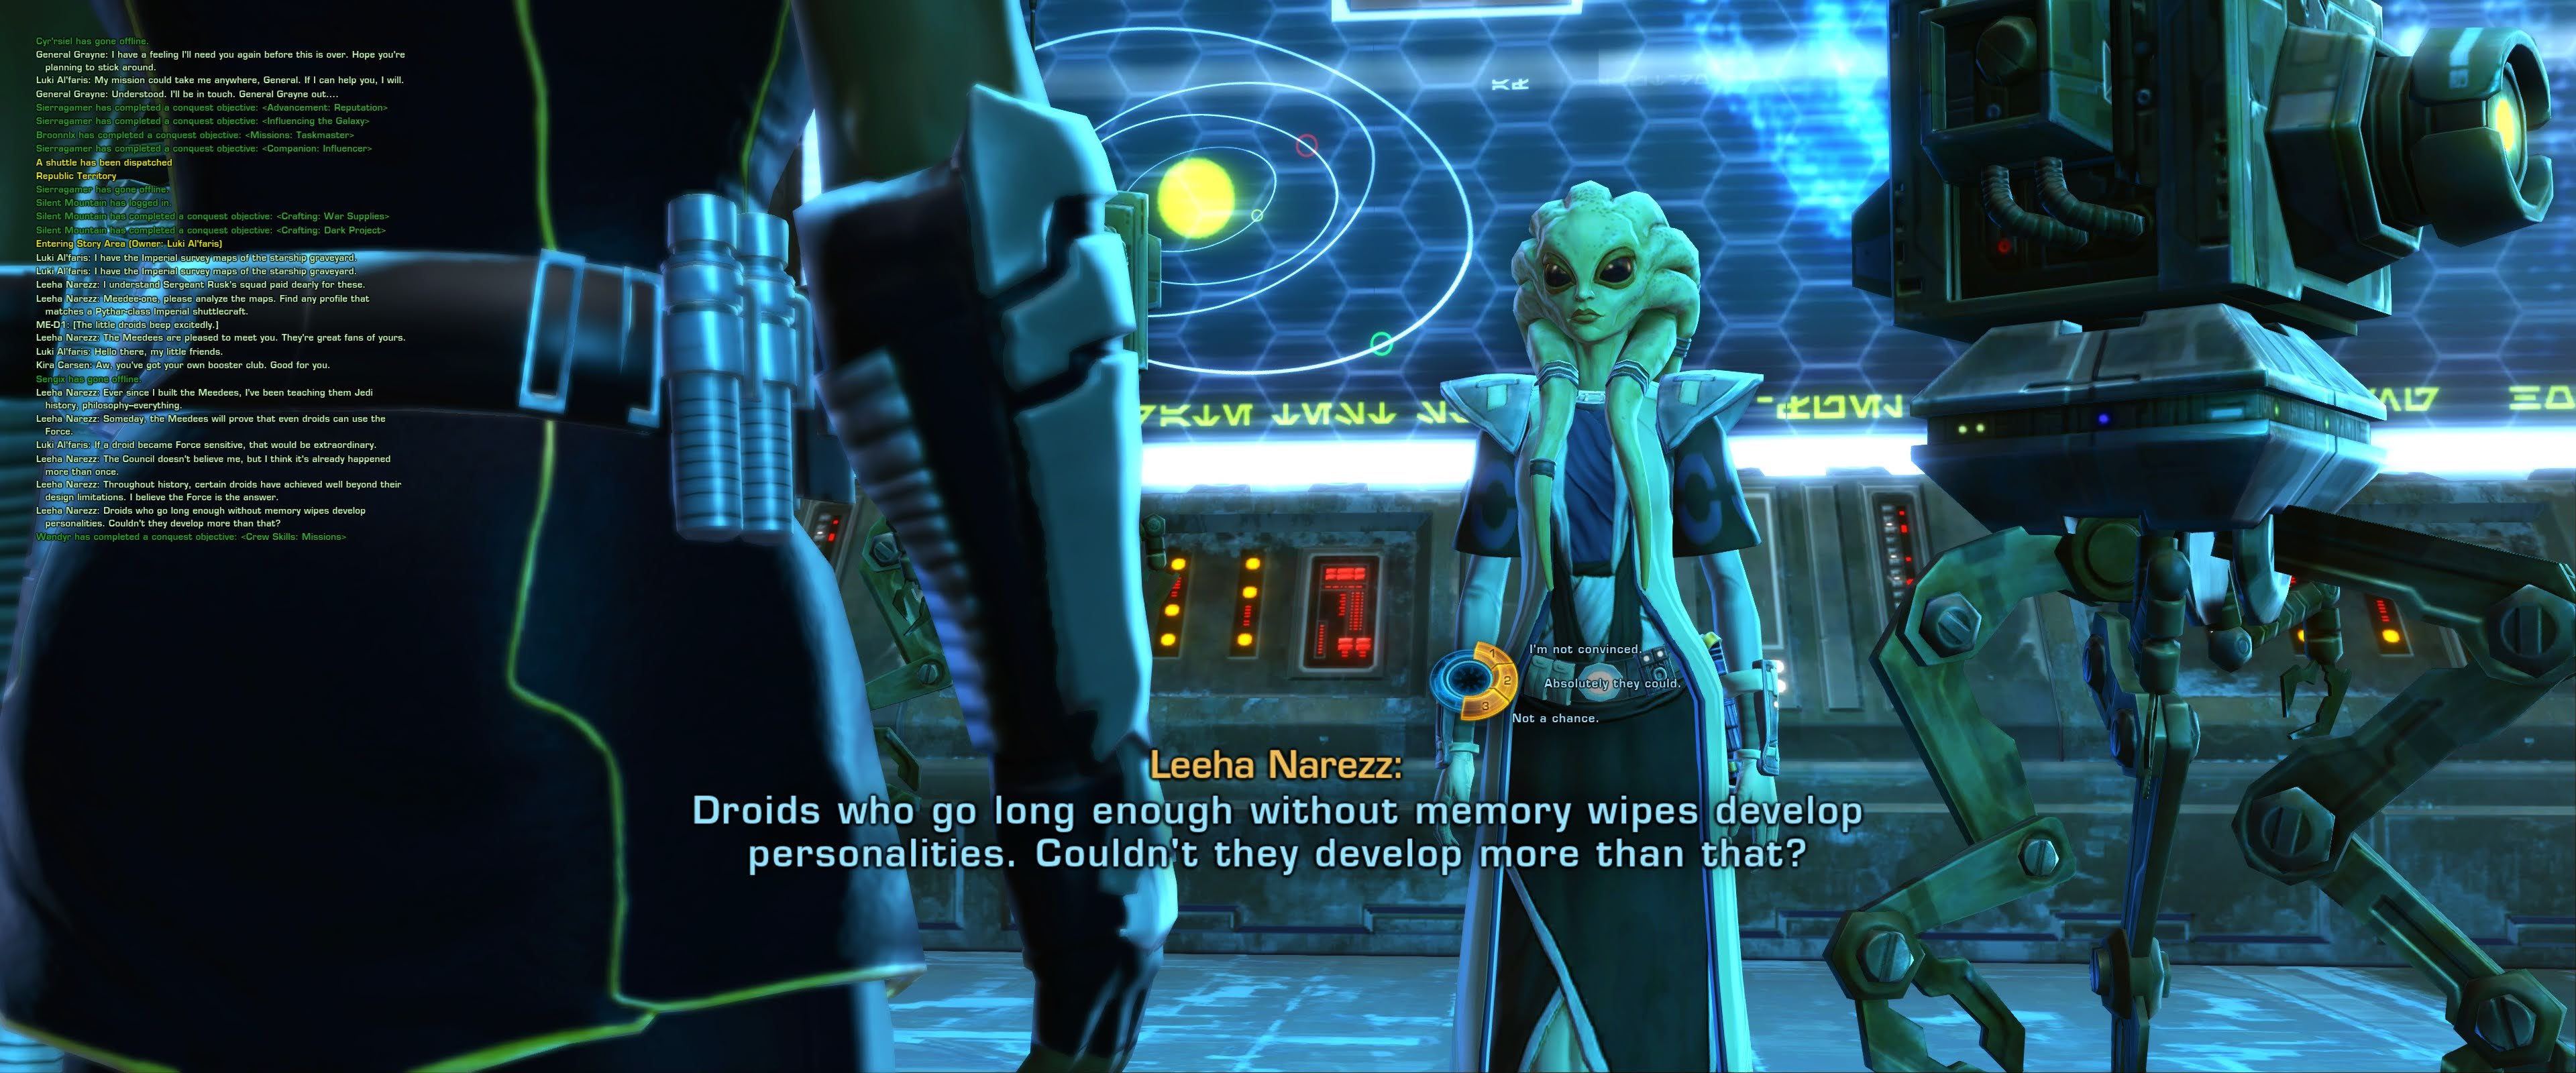 Cyr'rsiel has gone offline.
General Grayne: I have a feeling I'll need you again before this is over. Hope you're
planning to stick around.
Luki Al'faris: My mission could take me anywhere, General. If I can help you, I will.
General Grayne: Understood. I'll be in touch. General Grayne out....
Sierragamer has completed a conquest objective: <Advancement: Reputation>
Sierragamer has completed a conquest objective: <Influencing the Galaxy>
Broonnix has completed a conquest objective: <Missions: Taskmaster>
Sierragamer has completed a conquest objective: <Companion: Influencer>
A shuttle has been dispatched
Republic Territory
Sierragamer has gone offline.
Silent Mountain has logged in.
Silent Mountain has completed a conquest objective: <Crafting: War Supplies>
Silent Mountain has completed a conquest objective: <Crafting: Dark Project>
Entering Story Area (Owner: Luki Al'faris)
Luki Al'faris: I have the Imperial survey maps of the starship graveyard.
Luki Al'faris: I have the Imperial survey maps of the starship graveyard.
Leeha Narezz: I understand Sergeant Rusk's squad paid dearly for these.
Leeha Narezz: Meedee-one, please analyze the maps. Find any profile that
matches a Pythar-class Imperial shuttlecraft.
ME-D1: [The little droids beep excitedly.]
Leeha Narezz: The Meedees are pleased to meet you. They're great fans of yours.
Luki Al'faris: Hello there, my little friends.
Kira Carsen: Aw, you've got your own booster club. Good for you.
Sengix has gone offline.
Leeha Narezz: Ever since I built the Meedees, I've been teaching them Jedi
history, philosophy–everything.
Leeha Narezz: Someday, the Meedees will prove that even droids can use the
Force.
Luki Al'faris: If a droid became Force sensitive, that would be extraordinary.
Leeha Narezz: The Council doesn't believe me, but I think it's already happened
more than once.
Leeha Narezz: Throughout history, certain droids have achieved well beyond their
design limitations. I believe the Force is the answer.
Leeha Narezz: Droids who go long enough without memory wipes develop
personalities. Couldn't they develop more than that?
Wendyr has completed a conquest objective: <Crew Skills: Missions>
1 I'm not convinced.
2 Absolutely they could.
3 Not a chance.
Leeha Narezz:
Droids who go long enough without memory wipes develop
personalities. Couldn't they develop more than that?